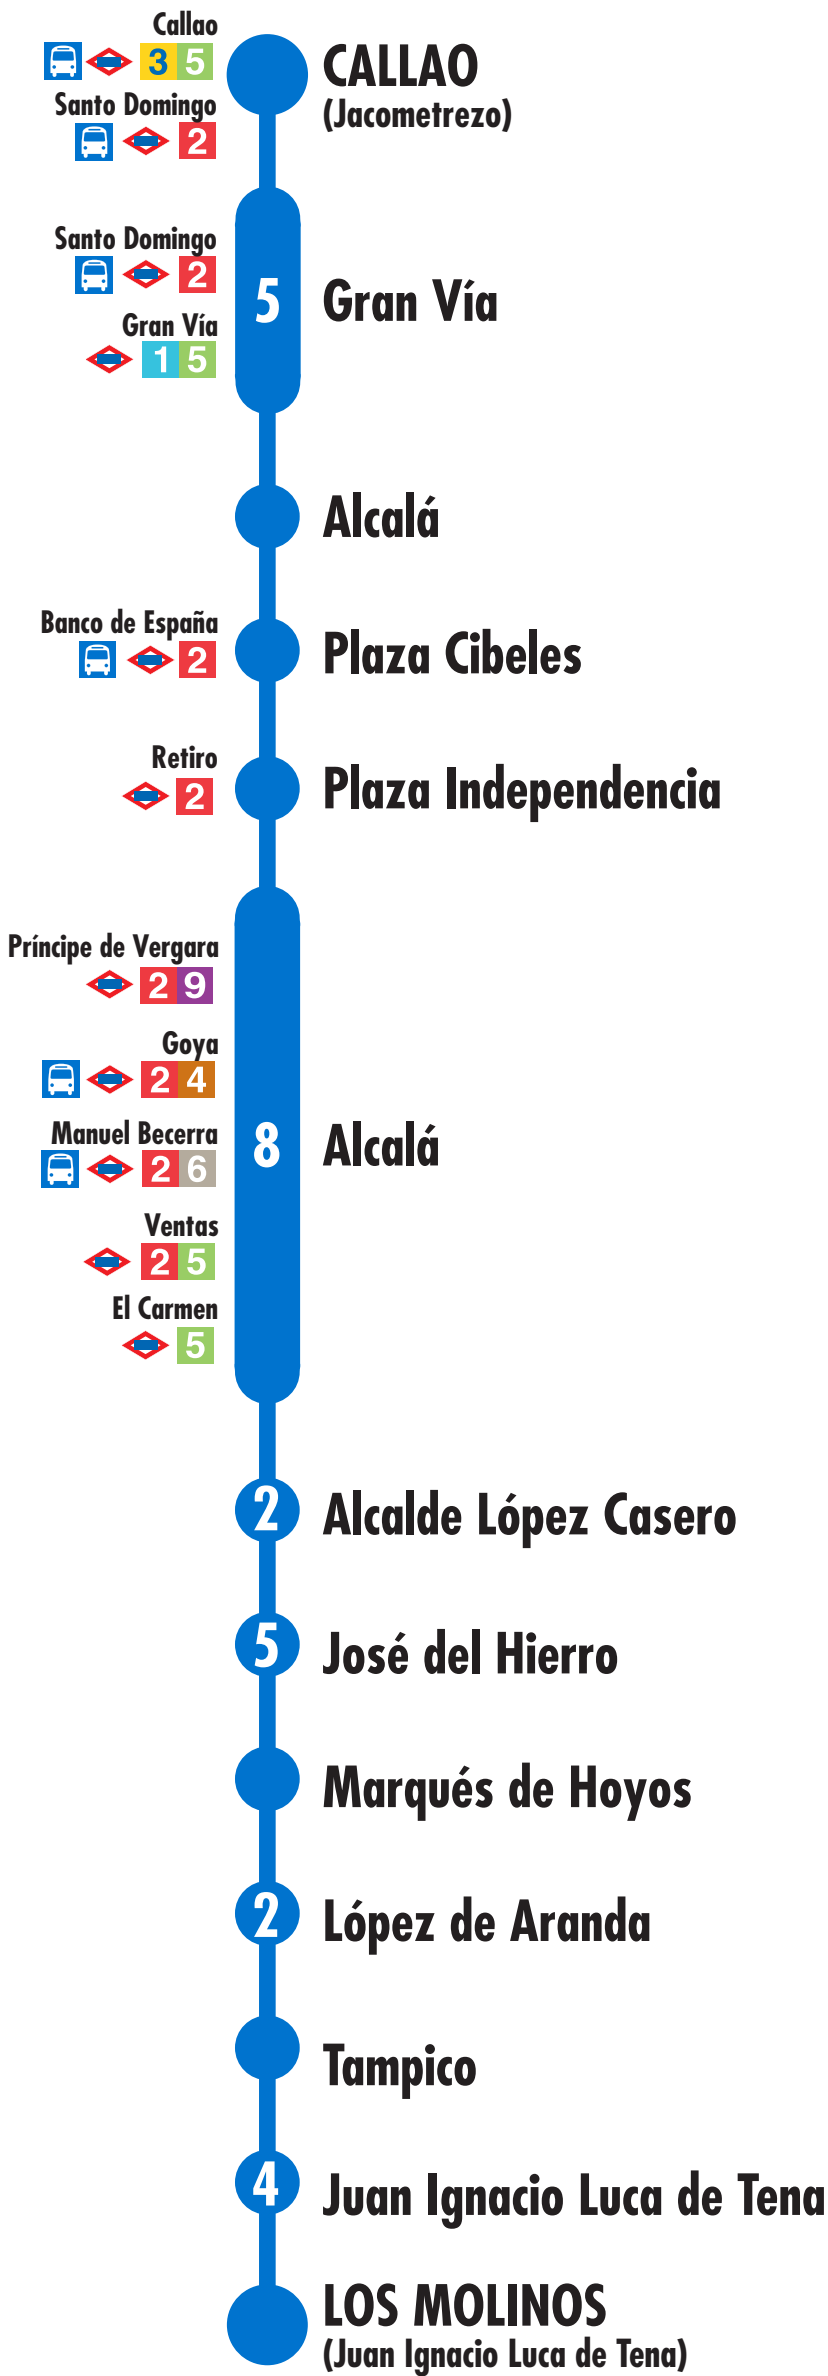 Callao
3 5
CALLAO
(Jacometrezo)
Santo Domingo
2
Santo Domingo
2
5
Gran Vía
Gran Vía
1 5
Alcalá
Banco de España
2
Plaza Cibeles
Retiro
2
Plaza Independencia
Príncipe de Vergara
2 9
Goya
2 4
Manuel Becerra
2 6
8
Alcalá
Ventas
2 5
El Carmen
5
2
Alcalde López Casero
5
José del Hierro
Marqués de Hoyos
2
López de Aranda
Tampico
4
Juan Ignacio Luca de Tena
LOS MOLINOS
(Juan Ignacio Luca de Tena)